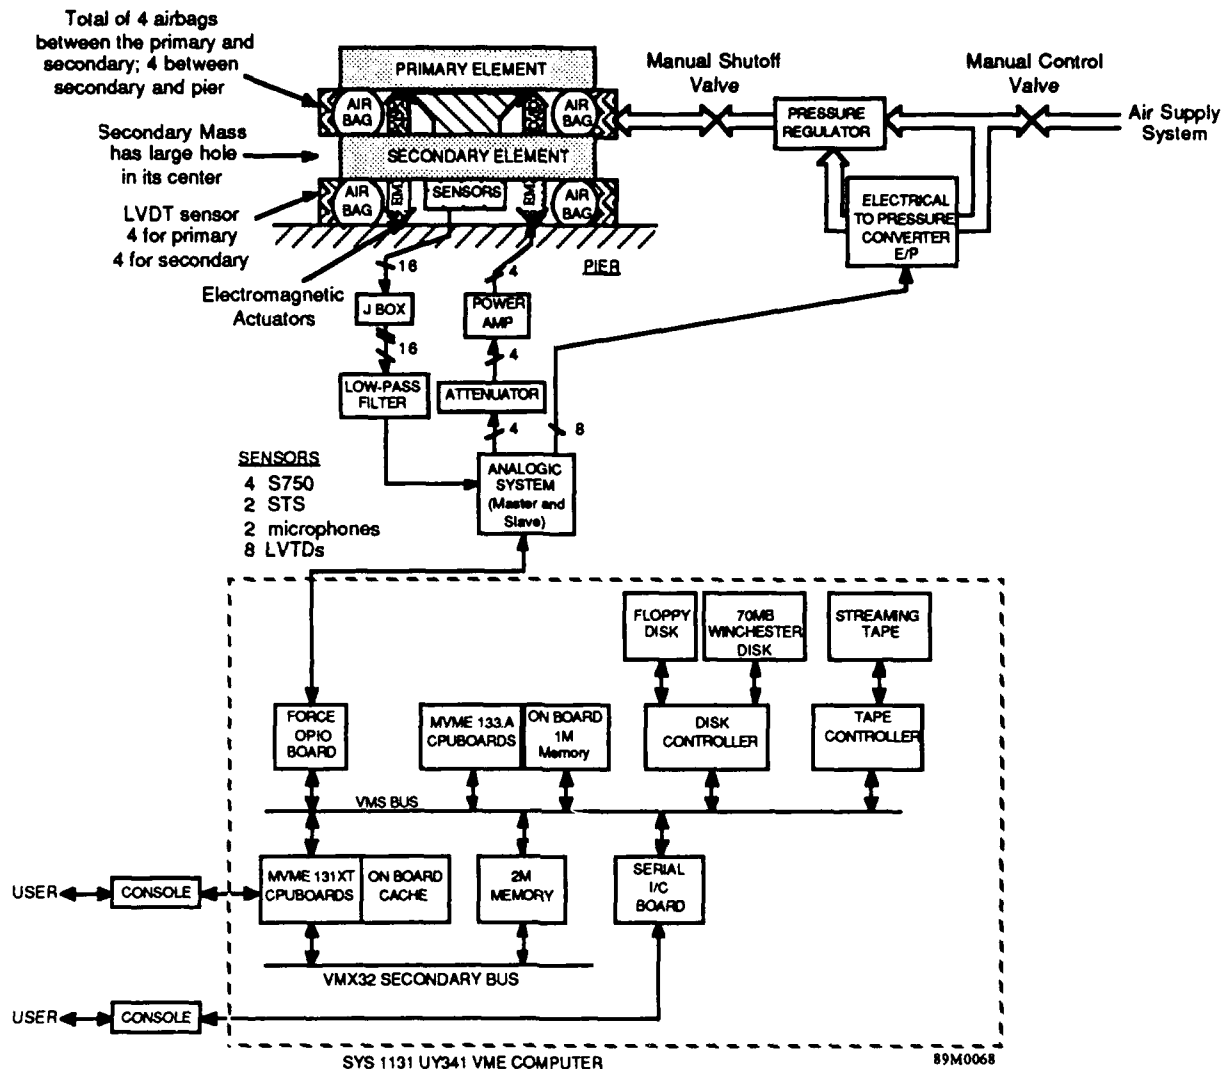 Total of 4 airbags
between the primary and
secondary; 4 between
secondary and pier
Secondary Mass
has large hole
in its center
LVDT sensor
4 for primary
4 for secondary
Electromagnetic
Actuators
PRIMARY ELEMENT
AIR
BAG
AIR
BAG
SECONDARY ELEMENT
AIR
BAG
EM
SENSORS
EM
AIR
BAG
PIER
Manual Shutoff
Valve
Manual Control
Valve
PRESSURE
REGULATOR
Air Supply
System
ELECTRICAL
TO PRESSURE
CONVERTER
E/P
16
J BOX
16
LOW-PASS
FILTER
4
POWER
AMP
4
ATTENUATOR
4
8
ANALOGIC
SYSTEM
(Master and
Slave)
SENSORS
4 S750
2 STS
2 microphones
8 LVTDs
FLOPPY
DISK
70MB
WINCHESTER
DISK
STREAMING
TAPE
FORCE
OPIO
BOARD
MVME 133.A
CPUBOARDS
ON BOARD
1M
Memory
DISK
CONTROLLER
TAPE
CONTROLLER
VMS BUS
USER
CONSOLE
MVME 131XT
CPUBOARDS
ON BOARD
CACHE
2M
MEMORY
SERIAL
I/C
BOARD
VMX32 SECONDARY BUS
USER
CONSOLE
SYS 1131 UY341 VME COMPUTER
89M0068